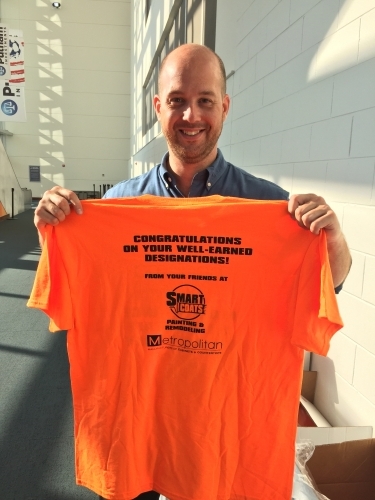 CONGRATULATIONS
ON YOUR WELL-EARNED
DESIGNATIONS!
FROM YOUR FRIENDS AT
SMART
COATS
PAINTING &
REMODELING
Metropolitan